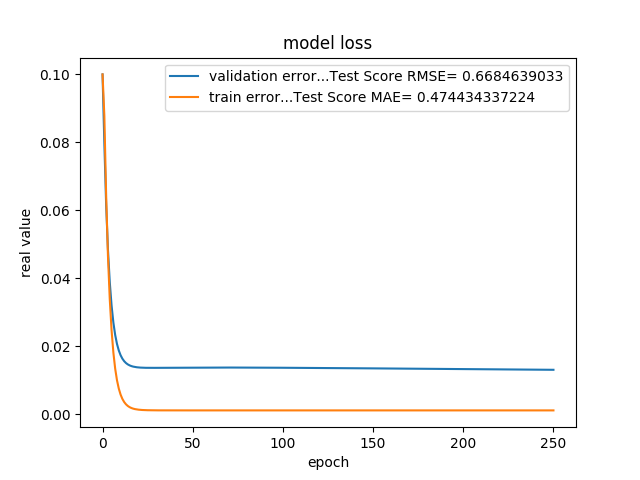 model loss
validation error...Test Score RMSE= 0.6684639033
train error...Test Score MAE= 0.474434337224
0.10
0.08
0.06
0.04
0.02
0.00
real value
0 50 100 150 200 250
epoch